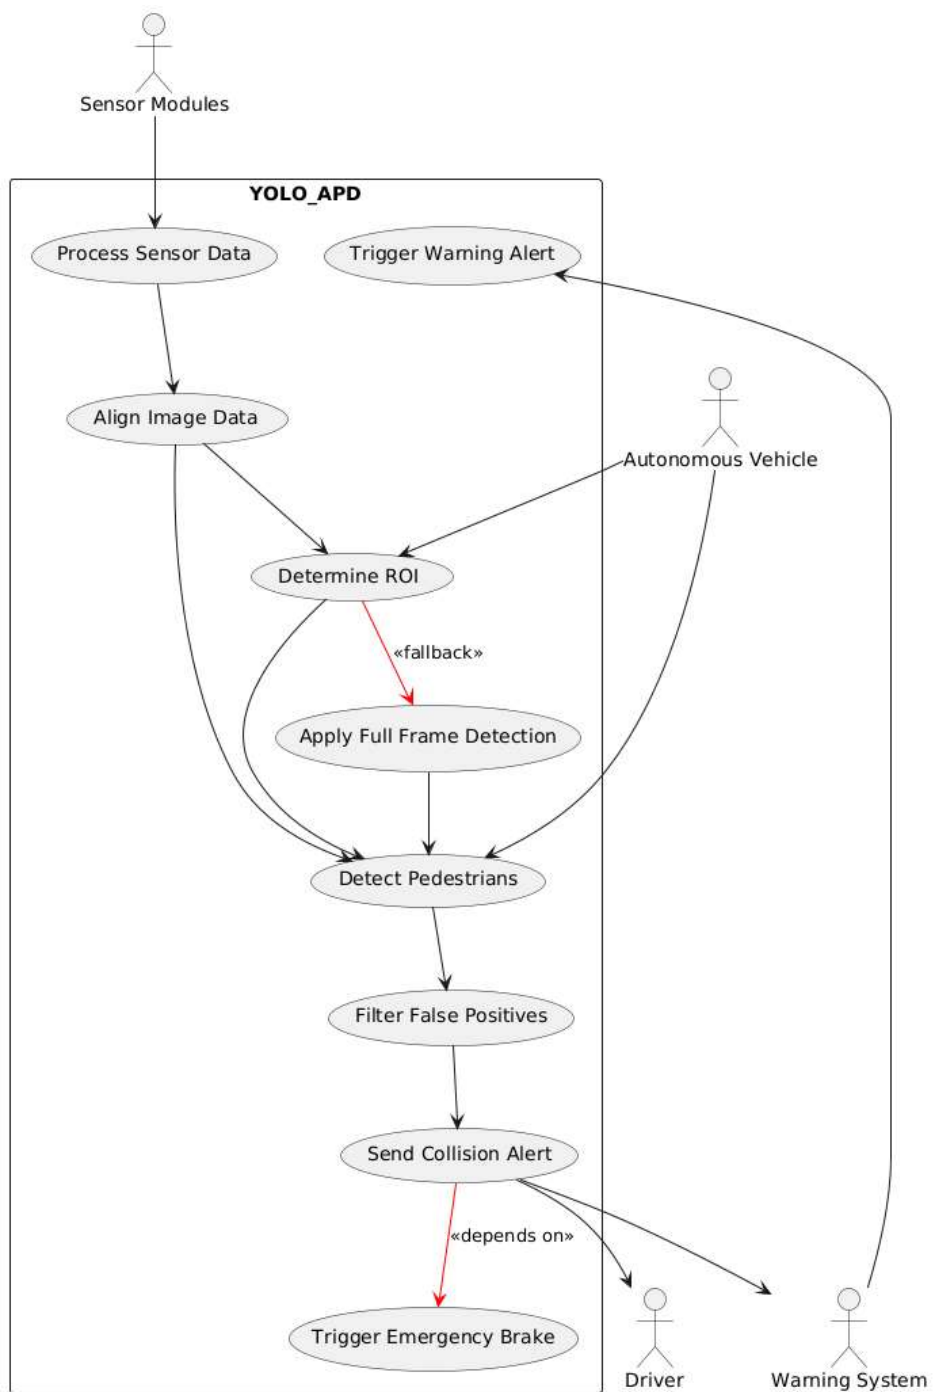 Sensor Modules
YOLO_APD
Process Sensor Data
Trigger Warning Alert
Align Image Data
Autonomous Vehicle
Determine ROI
«fallback»
Apply Full Frame Detection
Detect Pedestrians
Filter False Positives
Send Collision Alert
«depends on»
Trigger Emergency Brake
Driver
Warning System